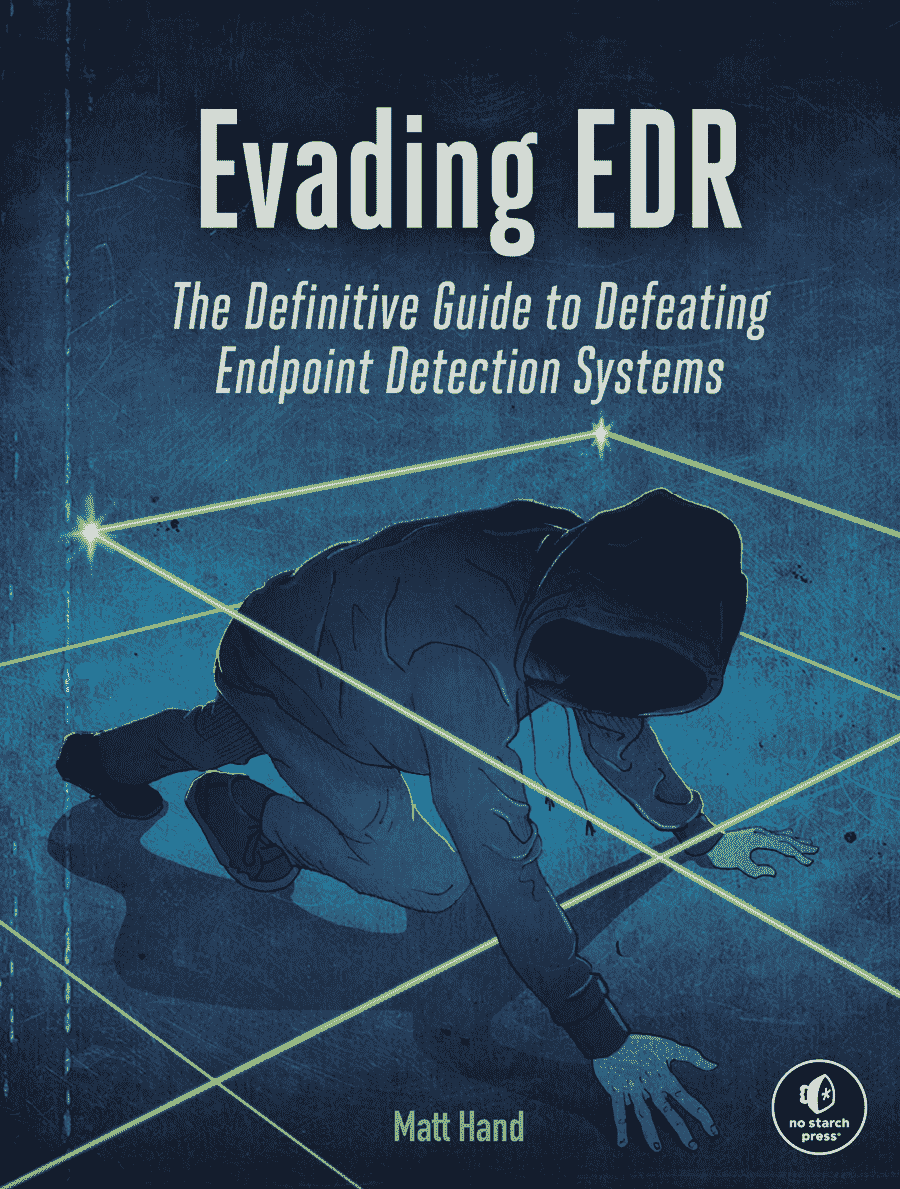 Evading EDR
The Definitive Guide to Defeating
Endpoint Detection Systems
Matt Hand
no starch
press®